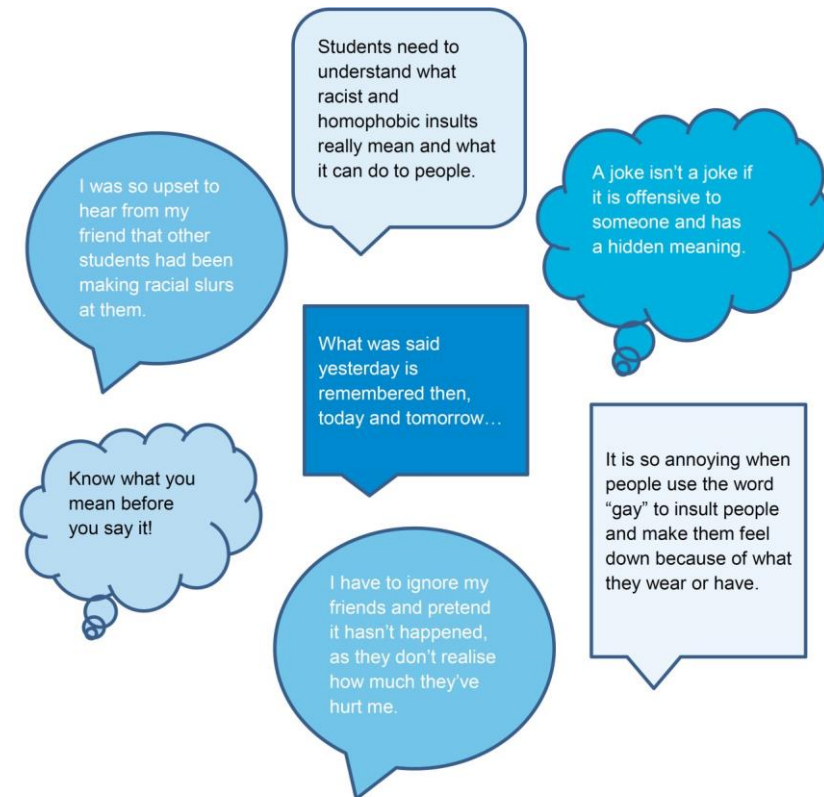 Students need to
understand what
racist and
homophobic insults
really mean and what
it can do to people.
I was so upset to
hear from my
friend that other
students had been
making racial slurs
at them.
A joke isn’t a joke if
it is offensive to
someone and has
a hidden meaning.
What was said
yesterday is
remembered then,
today and tomorrow…
Know what you
mean before
you say it!
It is so annoying when
people use the word
“gay” to insult people
and make them feel
down because of what
they wear or have.
I have to ignore my
friends and pretend
it hasn’t happened,
as they don’t realise
how much they’ve
hurt me.